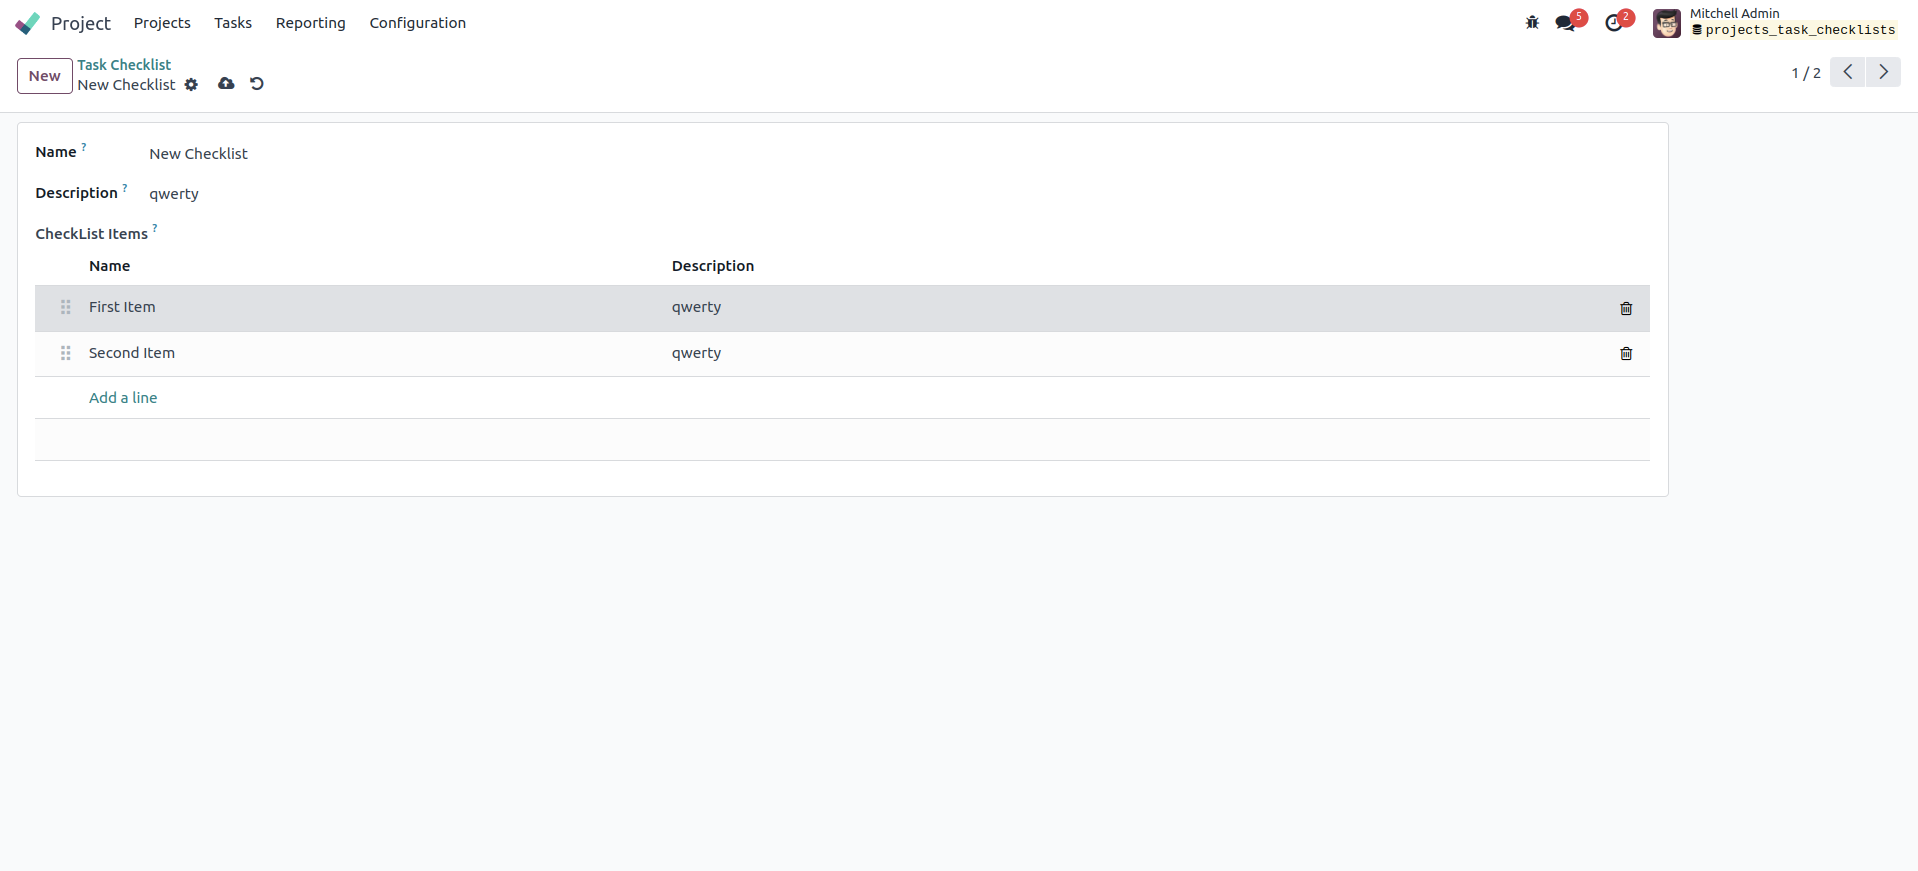 Project Projects Tasks Reporting Configuration 5 2 Mitchell Admin
projects_task_checklists
New Task Checklist
New Checklist 1 / 2
Name ? New Checklist
Description ? qwerty
CheckList Items ?
Name Description
First Item qwerty
Second Item qwerty
Add a line